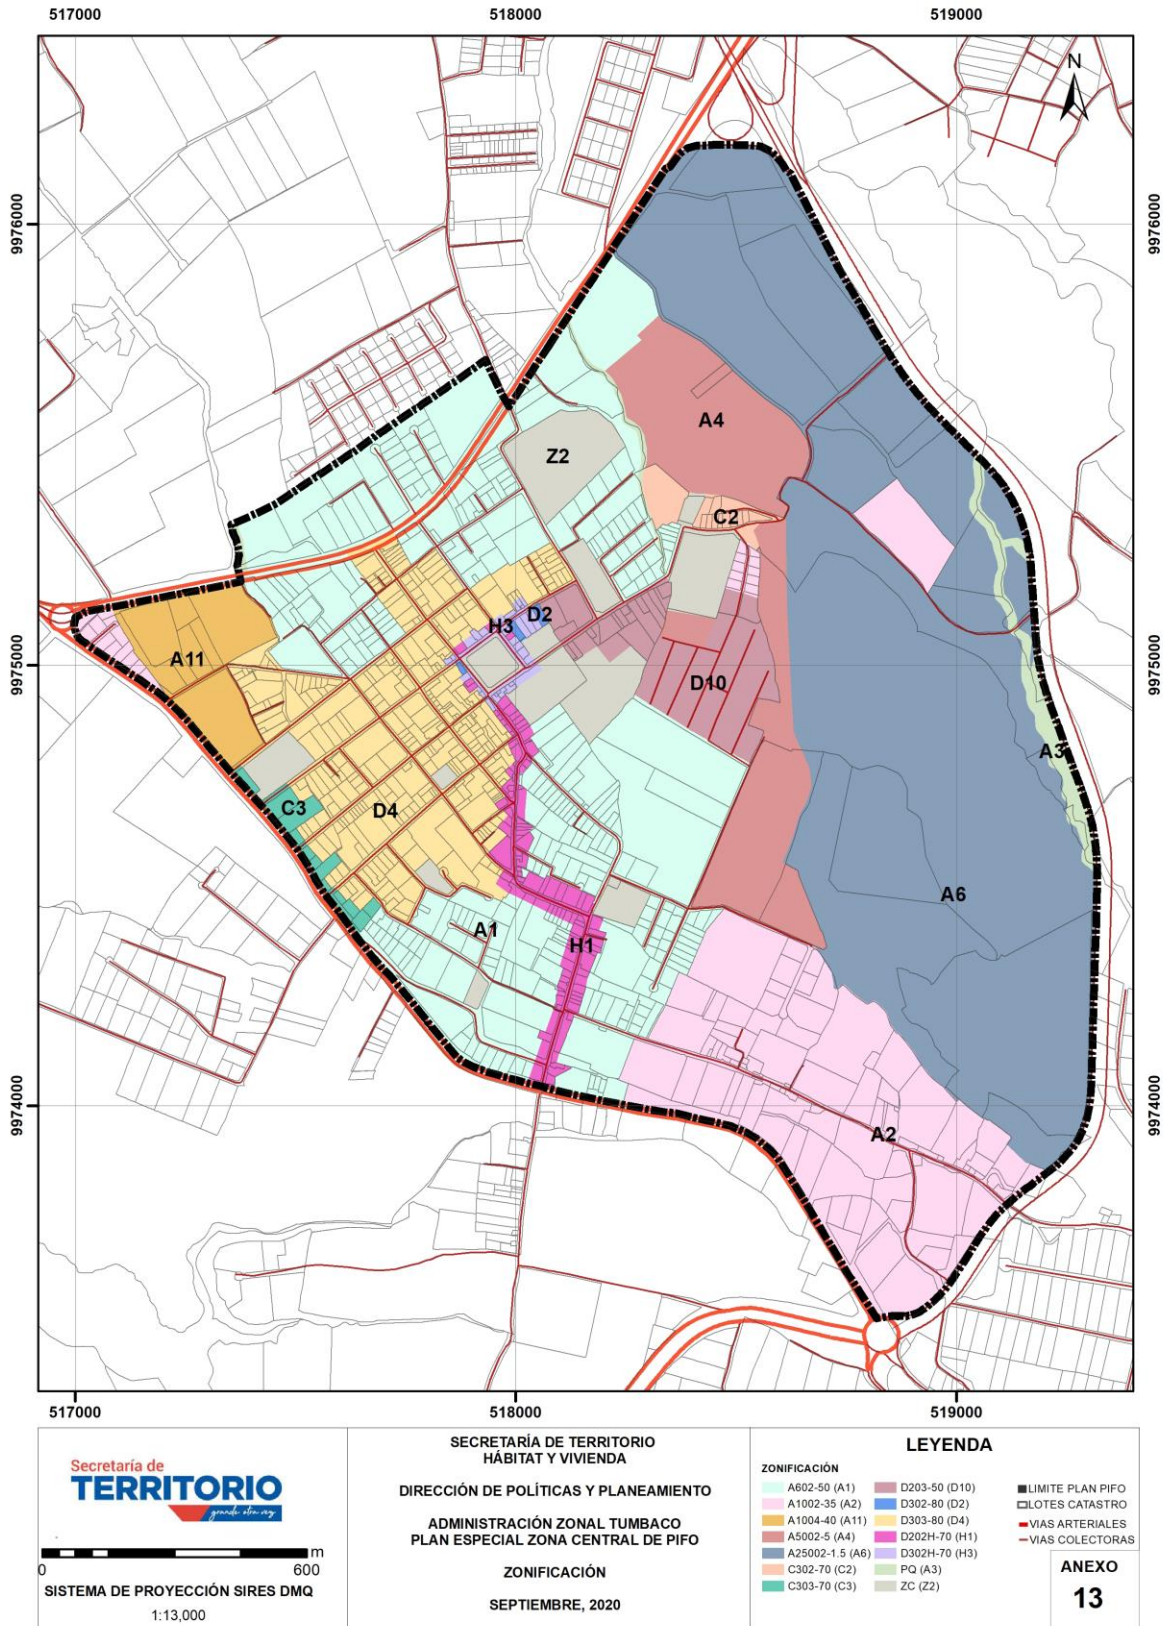 517000
518000
519000
N
9976000
9976000
A4
Z2
C2
D2
H3
A11
D10
9975000
9975000
A3
C3
D4
A6
A1
H1
9974000
9974000
A2
517000
518000
519000
Secretaría de
TERRITORIO
grande otra vez
0
600
m
SISTEMA DE PROYECCIÓN SIRES DMQ
1:13,000
SECRETARÍA DE TERRITORIO
HÁBITAT Y VIVIENDA
DIRECCIÓN DE POLÍTICAS Y PLANEAMIENTO
ADMINISTRACIÓN ZONAL TUMBACO
PLAN ESPECIAL ZONA CENTRAL DE PIFO
ZONIFICACIÓN
SEPTIEMBRE, 2020
LEYENDA
ZONIFICACIÓN
A602-50 (A1)
A1002-35 (A2)
A1004-40 (A11)
A5002-5 (A4)
A25002-1.5 (A6)
C302-70 (C2)
C303-70 (C3)
D203-50 (D10)
D302-80 (D2)
D303-80 (D4)
D202H-70 (H1)
D302H-70 (H3)
PQ (A3)
ZC (Z2)
LIMITE PLAN PIFO
LOTES CATASTRO
VIAS ARTERIALES
VIAS COLECTORAS
ANEXO
13